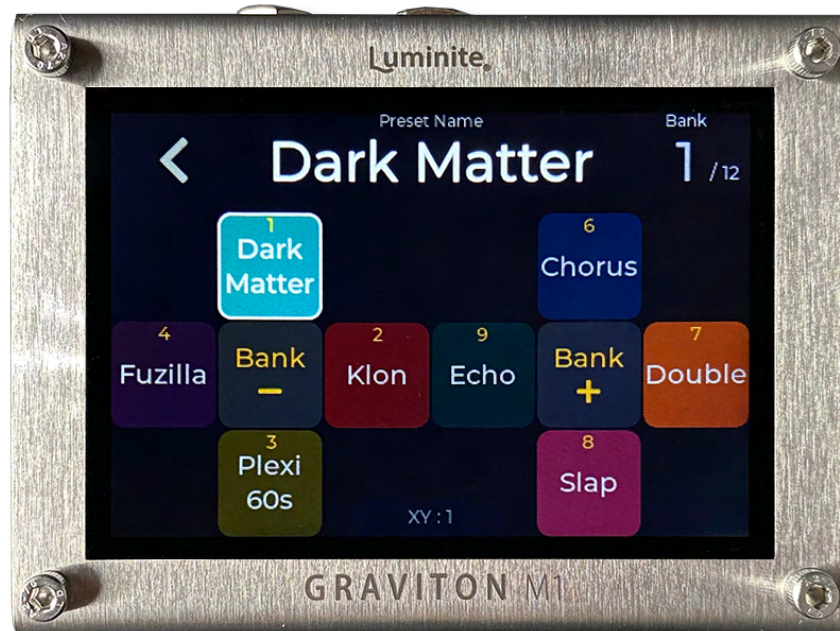 Luminite
Preset Name
Bank
Dark Matter
1 / 12
1
Dark
Matter
6
Chorus
4
Fuzilla
Bank
−
2
Klon
9
Echo
Bank
+
7
Double
3
Plexi
60s
8
Slap
XY : 1
GRAVITON M1